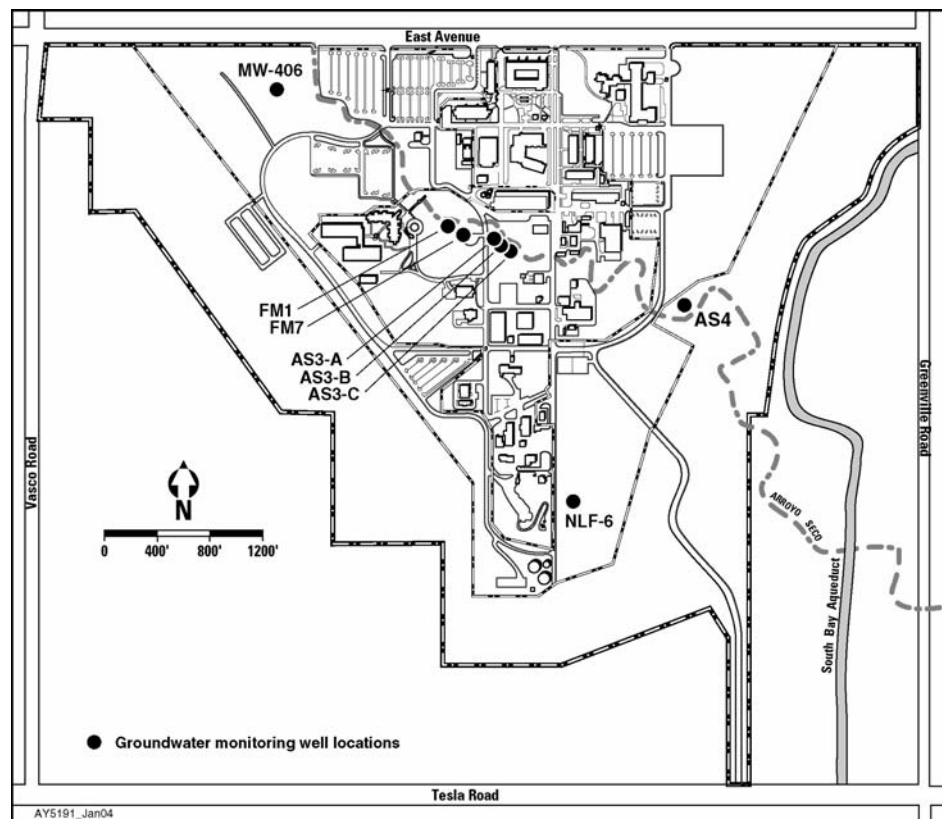 East Avenue
MW-406
FM1
FM7
AS3-A
AS3-B
AS3-C
AS4
Greenville Road
Vasco Road
N
0 400' 800' 1200'
NLF-6
ARROYO SECO
South Bay Aqueduct
Groundwater monitoring well locations
Tesla Road
AY5191_Jan04